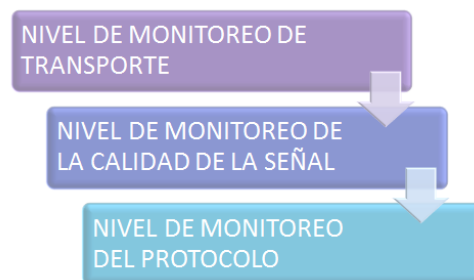 NIVEL DE MONITOREO DE
TRANSPORTE
NIVEL DE MONITOREO DE
LA CALIDAD DE LA SEÑAL
NIVEL DE MONITOREO
DEL PROTOCOLO